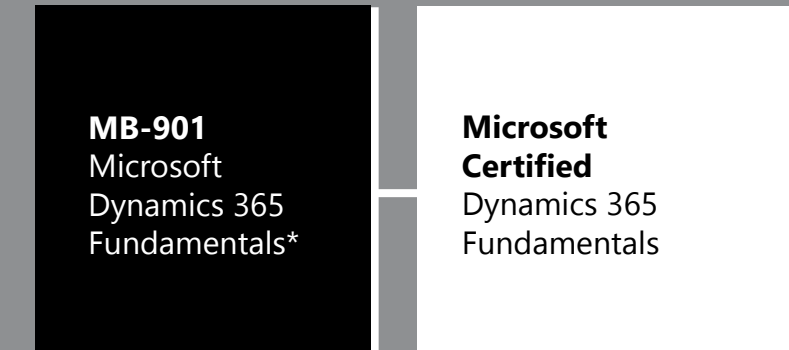 MB-901
Microsoft
Dynamics 365
Fundamentals*
Microsoft
Certified
Dynamics 365
Fundamentals